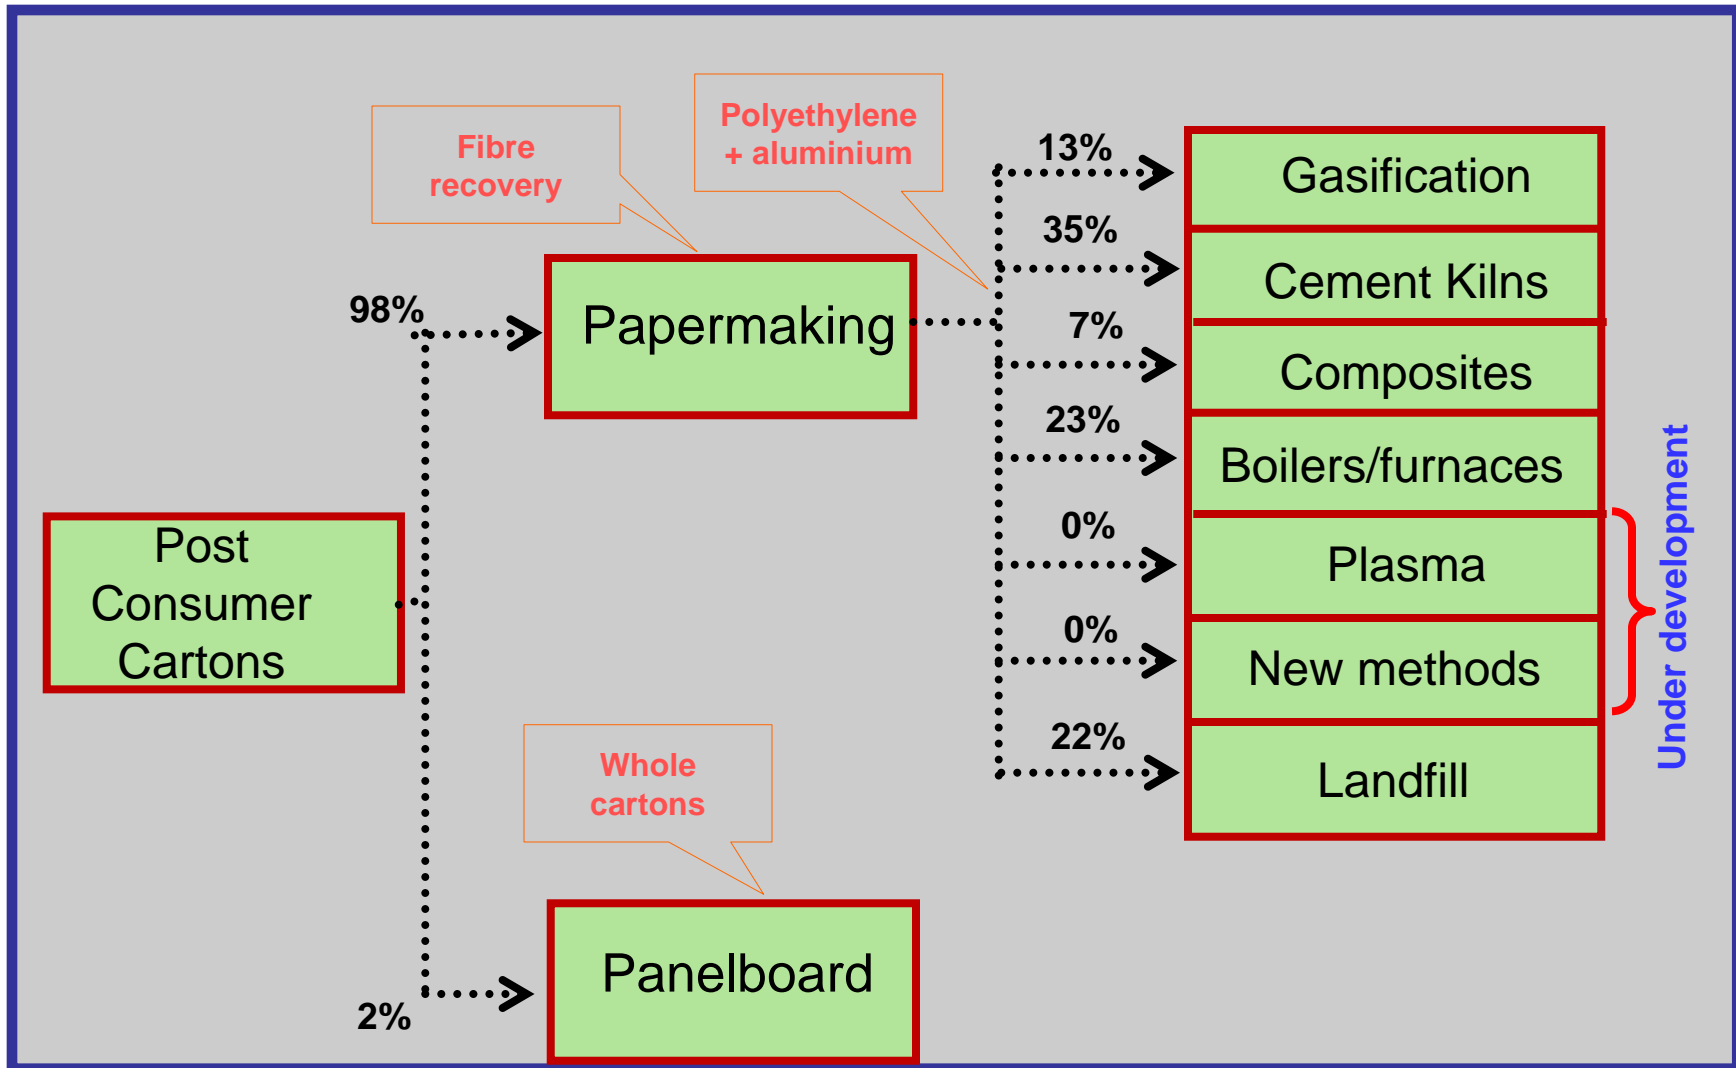 Fibre
recovery
Polyethylene
+ aluminium
98%
Papermaking
13%
Gasification
35%
Cement Kilns
7%
Composites
23%
Boilers/furnaces
0%
Plasma
0%
New methods
22%
Landfill
Under development
Post
Consumer
Cartons
Whole
cartons
2%
Panelboard